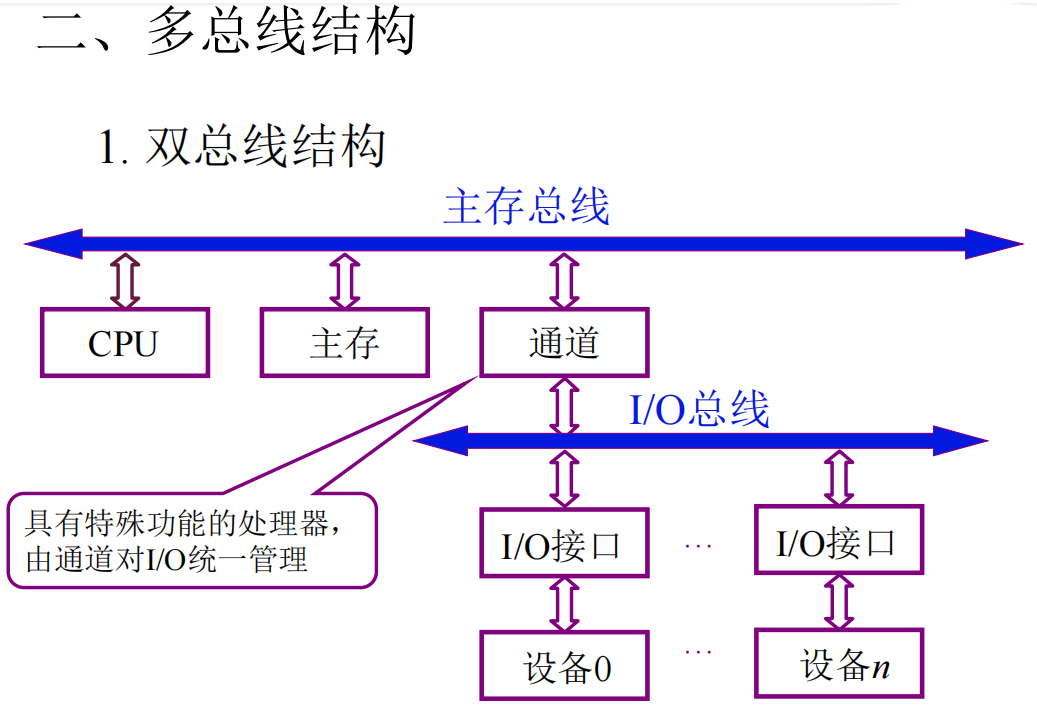 二、多总线结构
1. 双总线结构
主存总线
CPU
主存
通道
I/O总线
具有特殊功能的处理器，
由通道对I/O统一管理
I/O接口
…
I/O接口
设备0
…
设备n